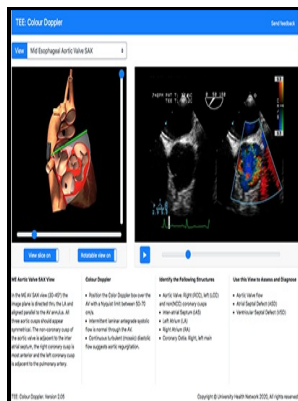 TEE: Colour Doppler
Send feedback
View
Mid Esophageal Aortic Valve SAX
View slice on
Rotatable view on
ME Aortic Valve SAX View
In the ME AV SAX view (30-60°) the
image plane is directed thru the LA and
aligned parallel to the AV annulus. All
three aortic cusps should appear
symmetrical. The non-coronary cusp of
the aortic valve is adjacent to the inter
atrial septum, the right coronary cusp is
most anterior and the left coronary cusp
is adjacent to the pulmonary artery.
Colour Doppler
• Position the Color Doppler box over the
AV with a Nyquist limit between 50-70
cm/s.
• Intermittent laminar antegrade systolic
flow is normal through the AV.
• Continuous turbulent (mosaic) diastolic
flow suggests aortic regurgitation.
Identify the Following Structures
• Aortic Valve: Right (RCC), left (LCC)
and non(NCC) coronary cusps
• Inter-atrial Septum (IAS)
• Left Atrium (LA)
• Right Atrium (RA)
• Coronary Ostia: Right, left main
Use this View to Assess and Diagnose
• Aortic Valve flow
• Atrial Septal Defect (ASD)
• Ventricular Septal Defect (VSD)
TEE: Colour Doppler. Version 2.05
Copyright © University Health Network 2020, All rights reserved